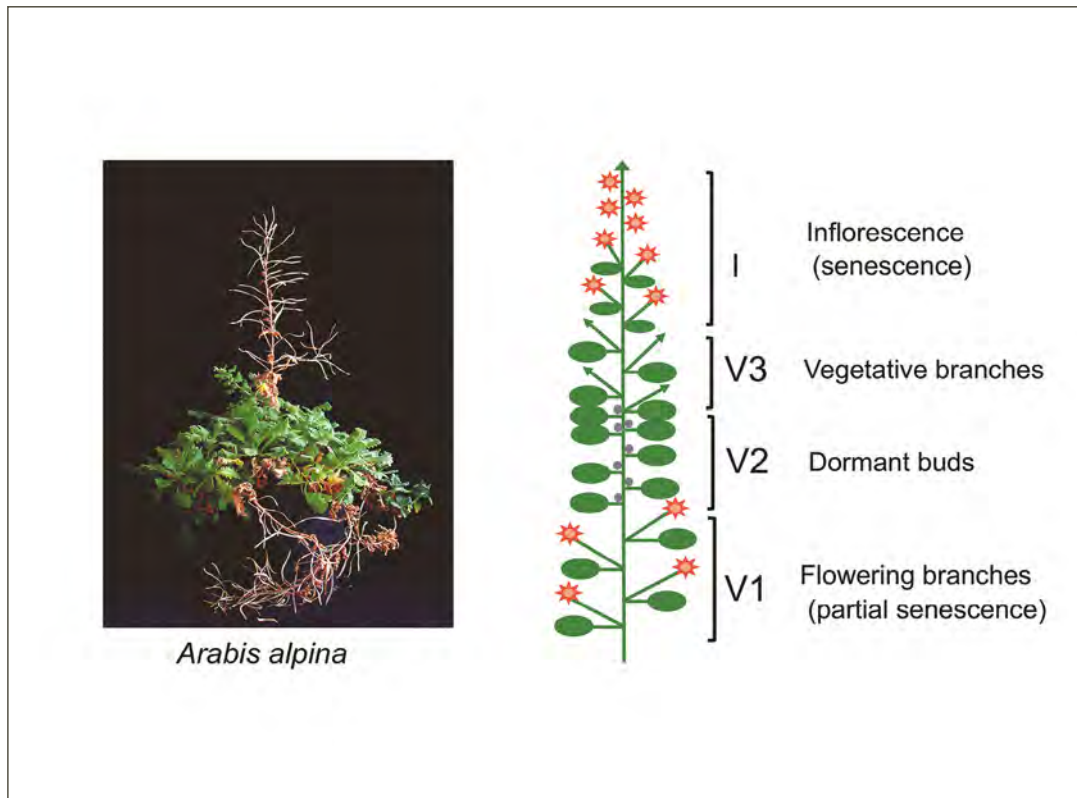 I
Inflorescence
(senescence)
V3
Vegetative branches
V2
Dormant buds
V1
Flowering branches
(partial senescence)
Arabis alpina